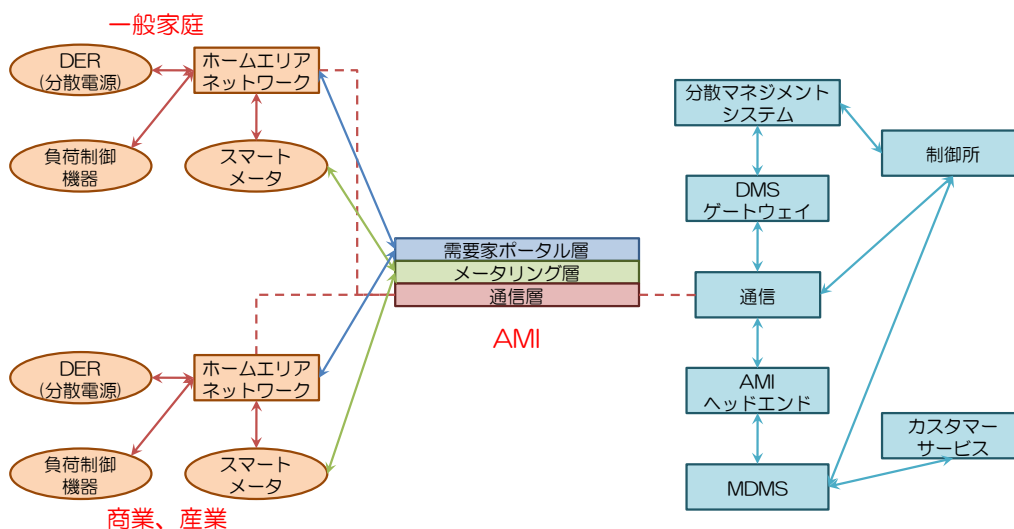 一般家庭
DER
(分散電源)
ホームエリア
ネットワーク
負荷制御
機器
スマート
メータ
需要家ポータル層
メータリング層
通信層
AMI
DER
(分散電源)
ホームエリア
ネットワーク
負荷制御
機器
スマート
メータ
商業、産業
分散マネジメント
システム
制御所
DMS
ゲートウェイ
通信
AMI
ヘッドエンド
カスタマー
サービス
MDMS